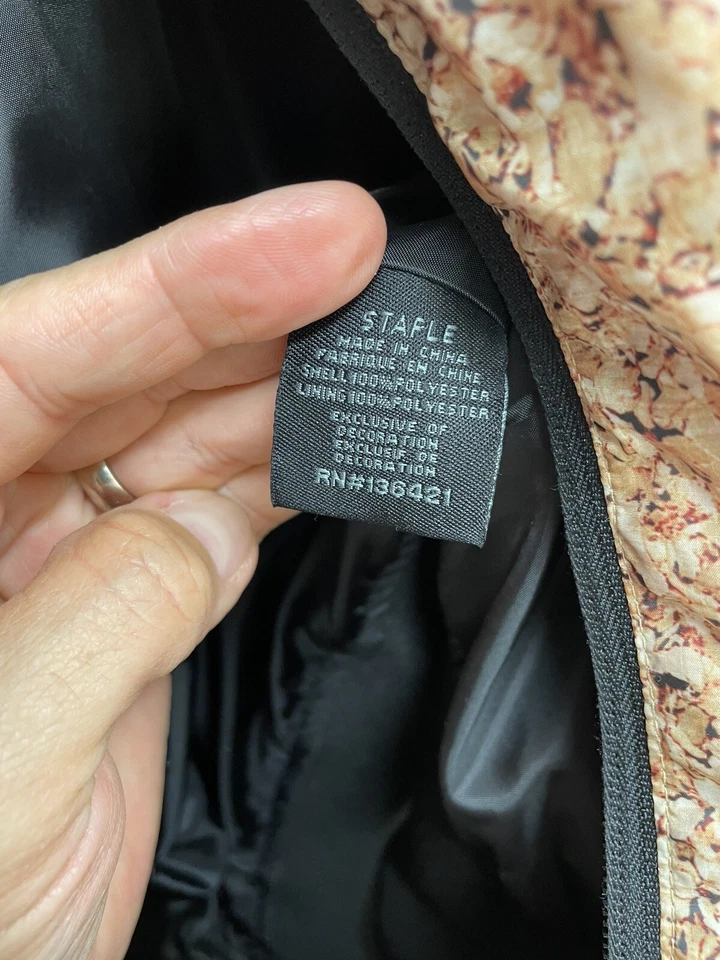 STAPLE
MADE IN CHINA
FABRIQUE EN CHINE
SHELL 100% POLYESTER
LINING 100% POLYESTER
EXCLUSIVE OF
DECORATION
EXCLUSIF DE
DECORATION
RN#136421